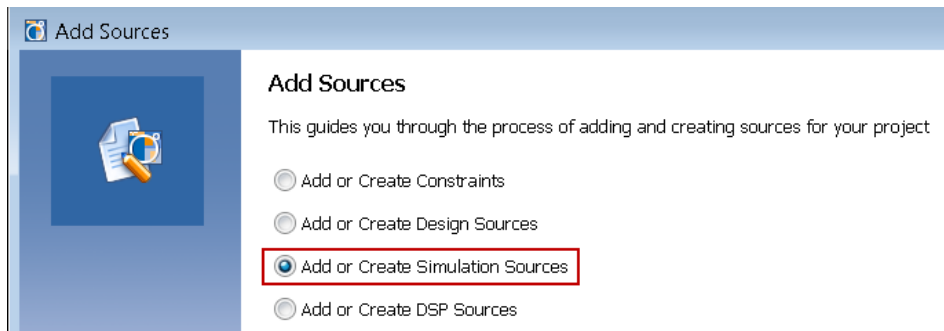 Add Sources
Add Sources
This guides you through the process of adding and creating sources for your project
Add or Create Constraints
Add or Create Design Sources
Add or Create Simulation Sources
Add or Create DSP Sources